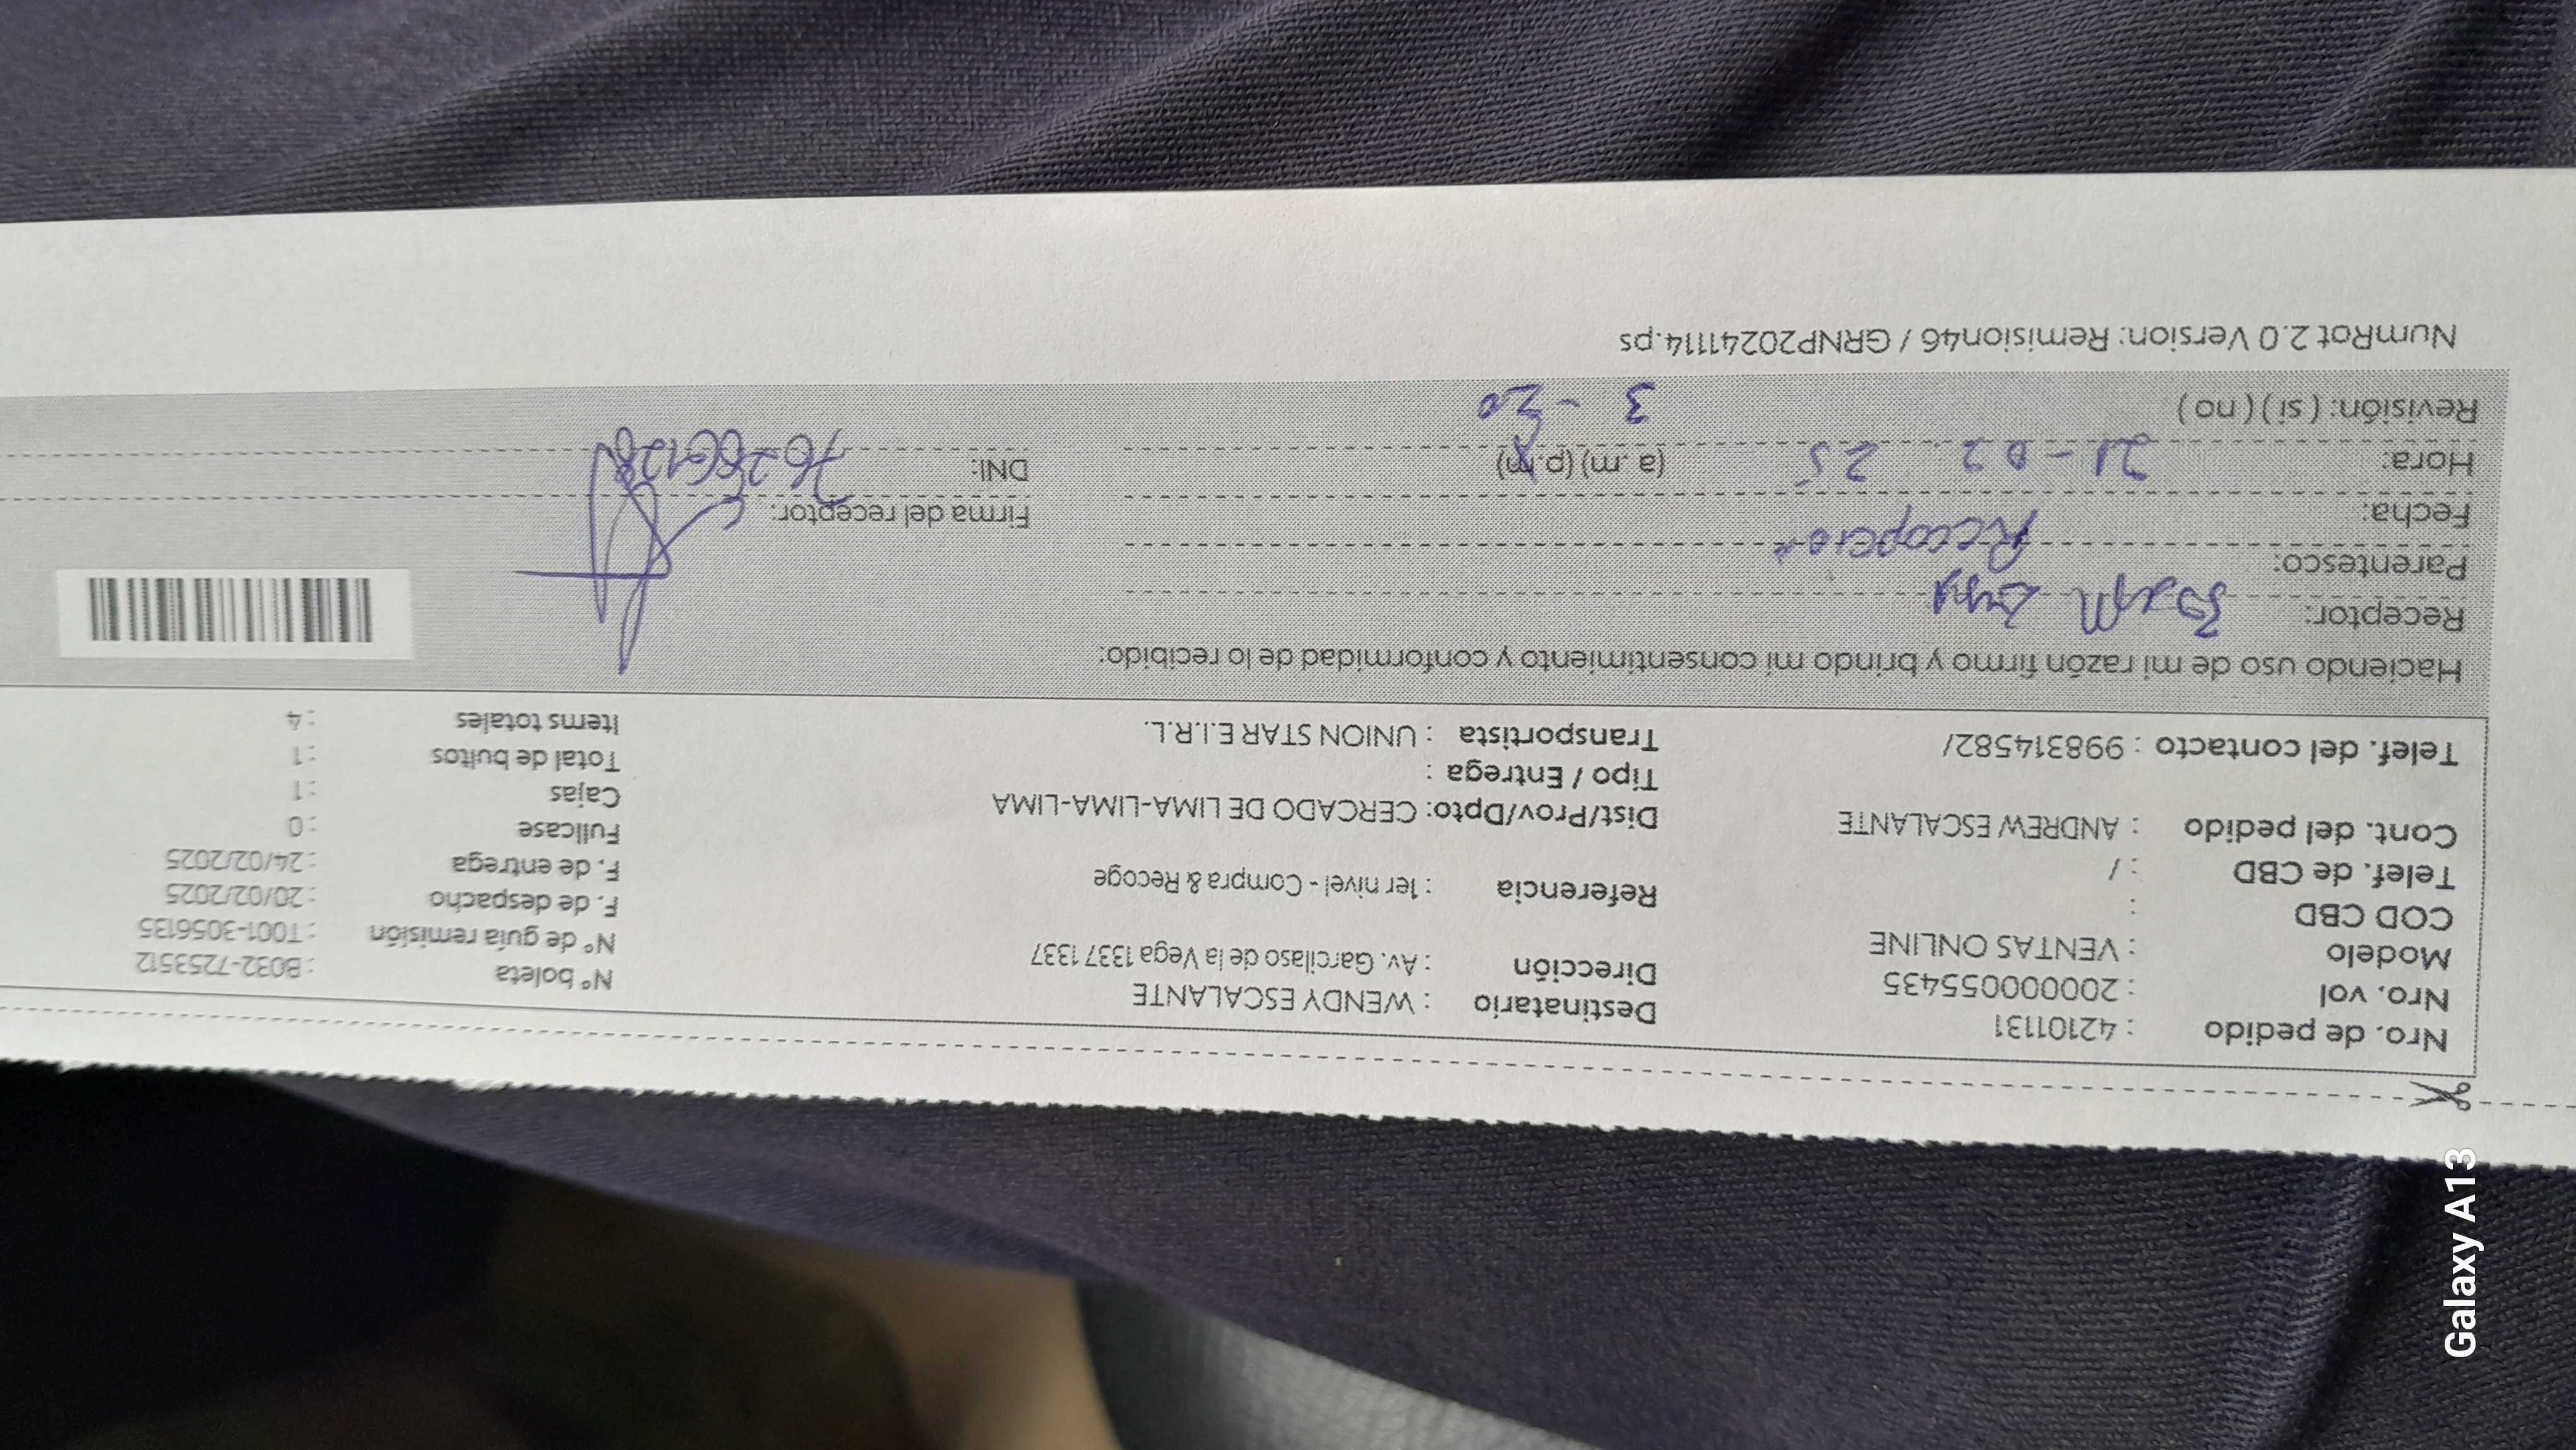 Nro. de pedido : 42101131
Nro. vol : 20000055435
Modelo : VENTAS ONLINE
COD CBD :
Telef. de CBD : /
Cont. del pedido : ANDREW ESCALANTE
Telef. del contacto : 998314582/
Destinatario : WENDY ESCALANTE
Dirección : Av. Garcilaso de la Vega 1337 1337
Referencia : 1er nivel - Compra & Recoge
Dist/Prov/Dpto: CERCADO DE LIMA-LIMA-LIMA
Tipo / Entrega :
Transportista : UNION STAR E.I.R.L.
N° boleta : B032-7253512
N° de guía remisión : T001-3056135
F. de despacho : 20/02/2025
F. de entrega : 24/02/2025
Fullcase : 0
Cajas : 1
Total de bultos : 1
Items totales : 4
Haciendo uso de mi razón firmo y brindo mi consentimiento y conformidad de lo recibido:
Receptor:
Parentesco: Recepcion
Fecha: 21-02 25
Hora: (a.m) (p.m)
3-20
Revisión: ( si ) ( no )
Firma del receptor:
DNI:
NumRot 2.0 Version: Remision46 / GRNP20241114.ps
Galaxy A13